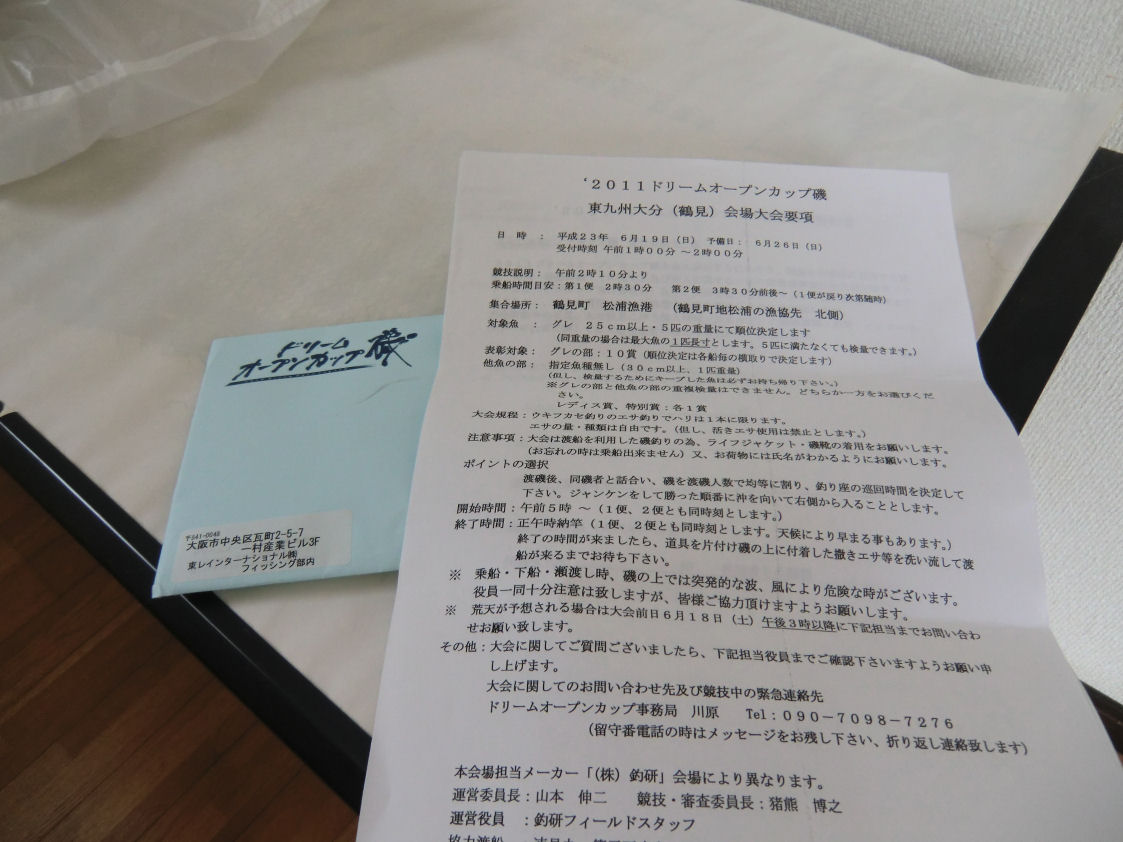 ‘２０１１ドリームオープンカップ磯
東九州大分（鶴見）会場大会要項
日　時　：　平成２３年　６月１９日（日）　予備日：　６月２６日（日）
受付時刻　午前１時００分　～２時００分
競技説明：　午前２時１０分より
乗船時間目安：第１便　２時３０分　　第２便　３時３０分前後～（１便が戻り次第随時）
集合場所：　鶴見町　松浦漁港　（鶴見町地松浦の漁協先　北側）
対象魚　：　グレ　２５ｃｍ以上・５匹の重量にて順位決定します
（同重量の場合は最大魚の１匹長寸とします。５匹に満たなくても検量できます。）
表彰対象：　グレの部：１０賞（順位決定は各船毎の横取りで決定します）
他魚の部：　指定魚種無し（３０ｃｍ以上、１匹重量）
（但し、検量するためにキープした魚は必ずお持ち帰り下さい。）
※グレの部と他魚の部の重複検量はできません。どちらか一方をお選びくだ
さい。
レディス賞、特別賞：各１賞
大会規程：ウキフカセ釣りのエサ釣りでハリは１本に限ります。
エサの量・種類は自由です。（但し、活きエサ使用は禁止とします。）
注意事項：大会は渡船を利用した磯釣りの為、ライフジャケット・磯靴の着用をお願いします。
（お忘れの時は乗船出来ません）又、お荷物には氏名がわかるようにお願いします。
ポイントの選択
渡磯後、同磯者と話合い、磯を渡磯人数で均等に割り、釣り座の巡回時間を決定して
下さい。ジャンケンをして勝った順番に沖を向いて右側から入ることとします。
開始時間：午前５時　～（１便、２便とも同時刻とします。）
終了時間：正午時納竿（１便、２便とも同時刻とします。天候により早まる事もあります。）
終了の時間が来ましたら、道具を片付け磯の上に付着した撒きエサ等を洗い流して渡
船が来るまでお待ち下さい。
※　乗船・下船・瀬渡し時、磯の上では突発的な波、風により危険な時がございます。
役員一同十分注意は致しますが、皆様ご協力頂けますようお願いします。
※　荒天が予想される場合は大会前日６月１８日（土）午後３時以降に下記担当までお問い合わ
せお願い致します。
その他：大会に関してご質問ございましたら、下記担当役員までご確認下さいますようお願い申
し上げます。
大会に関してのお問い合わせ先及び競技中の緊急連絡先
ドリームオープンカップ事務局　川原　　Tel：０９０－７０９８－７２７６
（留守番電話の時はメッセージをお残し下さい、折り返し連絡致します）
本会場担当メーカー「（株）釣研」会場により異なります。
運営委員長：山本　伸二　　競技・審査委員長：猪熊　博之
運営役員　：釣研フィールドスタッフ
協力渡船
ドリーム
オープンカップ磯
〒541-0048
大阪市中央区瓦町2-5-7
一村産業ビル3F
東レインターナショナル㈱
フィッシング部内